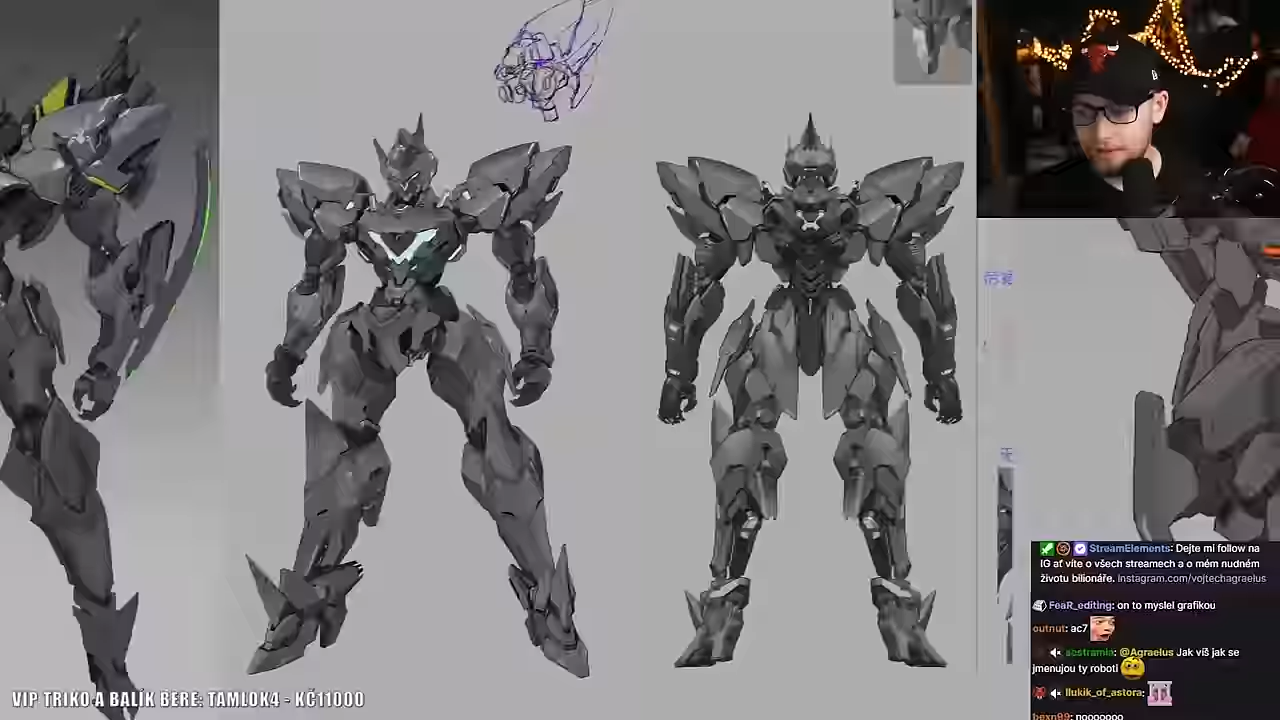 StreamElements: Dejte mi follow na
IG ať víte o všech streamech a o mém nudném
životu bilionáře. Instagram.com/vojtechagraelus
FeaR_editing: on to myslel grafikou
outnut: ac7
@Agraelus Jak víš jak se
jmenujou ty roboti
llukik_of_astora:
bexn99: nooooooo
VIP TRIKO A BALÍK BERE: TAMLOK4 - KČ11000